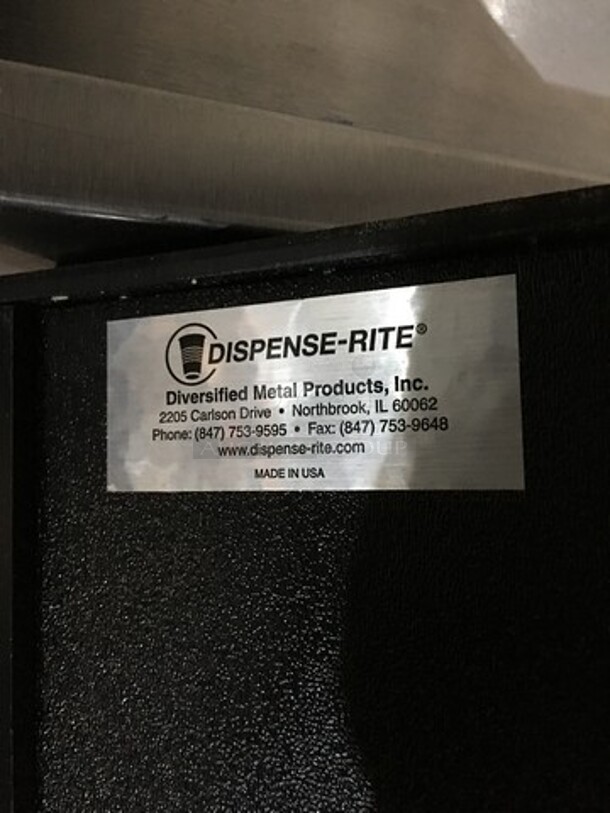 DISPENSE-RITE®
Diversified Metal Products, Inc.
2205 Carlson Drive • Northbrook, IL 60062
Phone: (847) 753-9595 • Fax: (847) 753-9648
www.dispense-rite.com
MADE IN USA